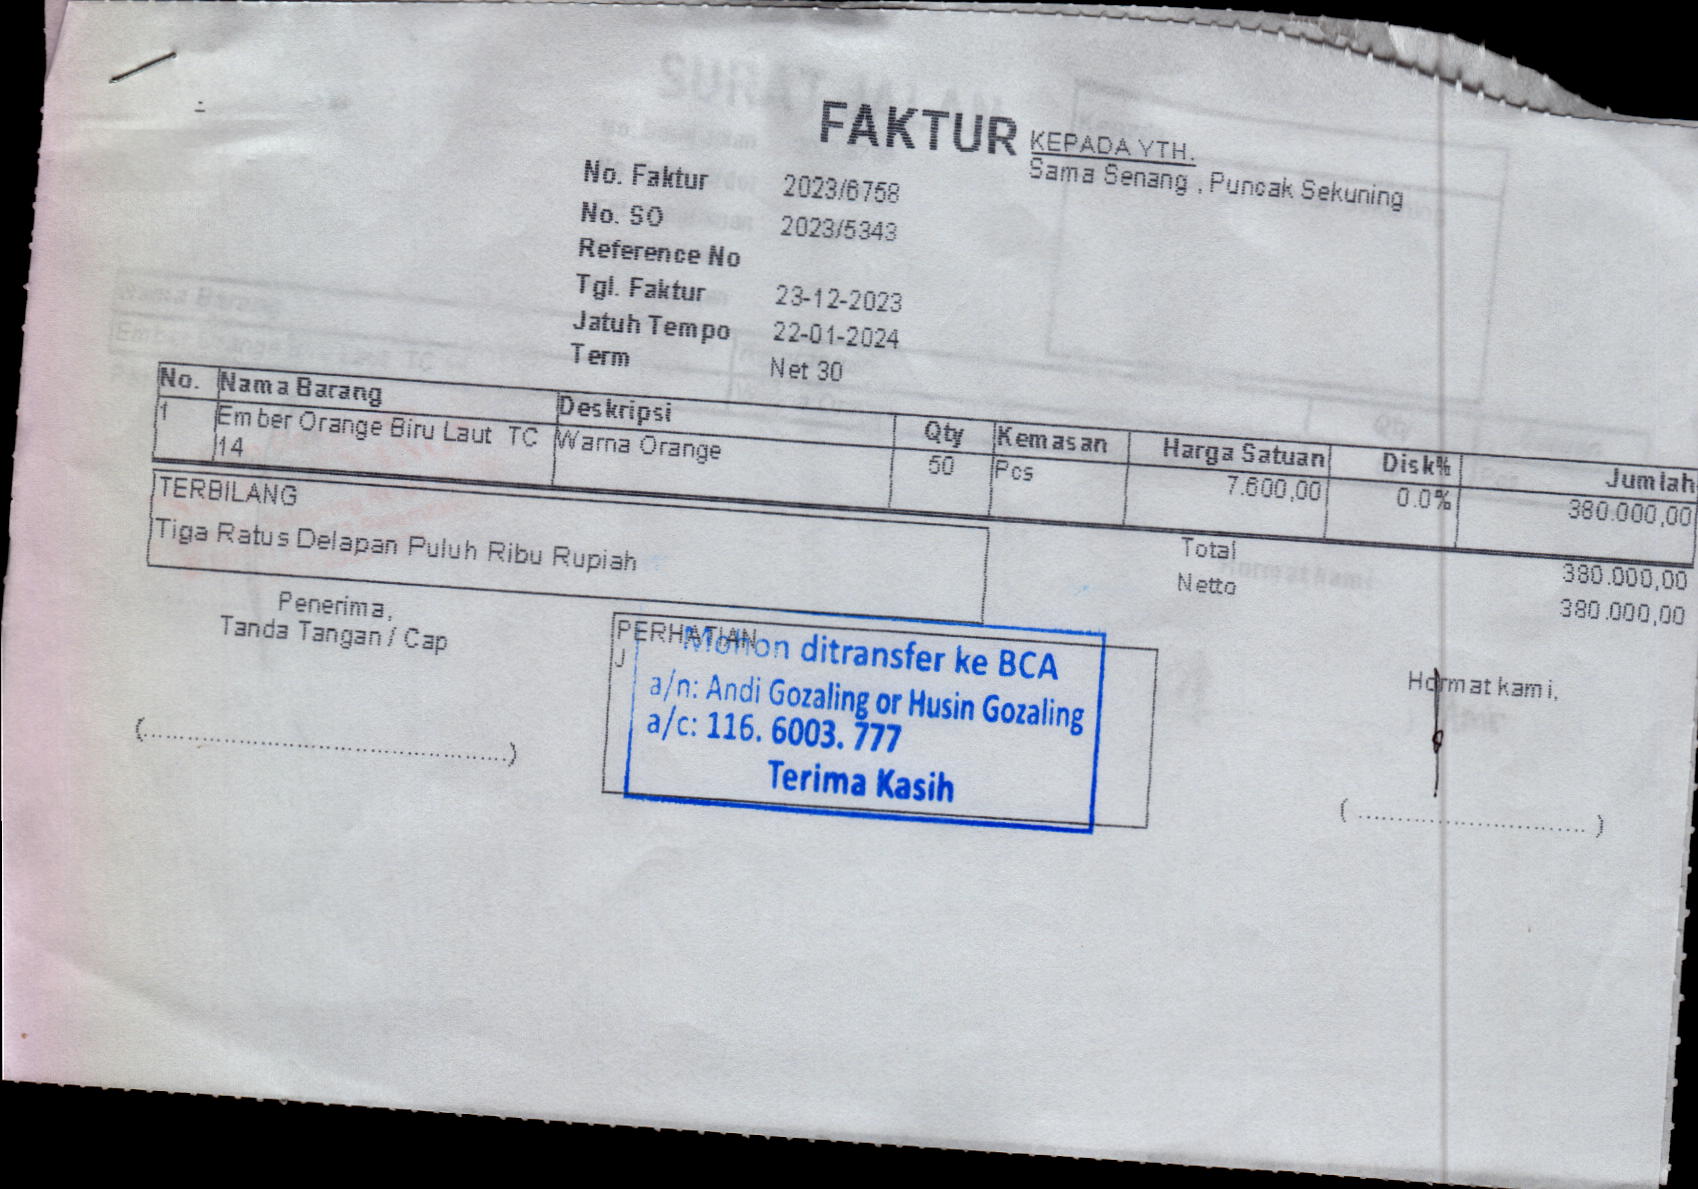 FAKTUR
KEPADA YTH.
Sama Senang , Puncak Sekuning
No. Faktur 2023/6758
No. SO 2023/5343
Reference No
Tgl. Faktur 23-12-2023
Jatuh Tempo 22-01-2024
Term Net 30
No. Nama Barang Deskripsi Qty Kemasan Harga Satuan Disk% Jumlah
1 Ember Orange Biru Laut TC Warna Orange 50 Pcs 7.600,00 0.0% 380.000,00
14
TERBILANG
Tiga Ratus Delapan Puluh Ribu Rupiah
Total 380.000,00
Netto 380.000,00
Penerima,
Tanda Tangan / Cap
PERHATIAN
J
Mohon ditransfer ke BCA
a/n: Andi Gozaling or Husin Gozaling
a/c: 116. 6003. 777
Terima Kasih
Hormat kami,
(..............................................)
( ............................. )